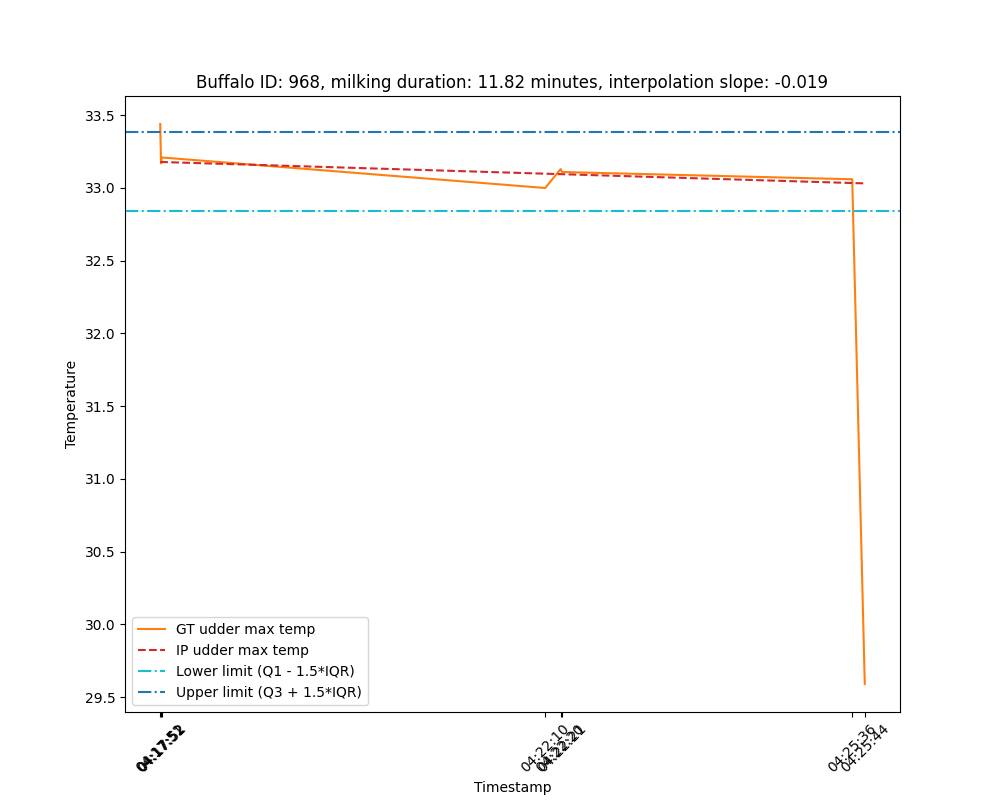 Buffalo ID: 968, milking duration: 11.82 minutes, interpolation slope: -0.019
33.5
33.0
32.5
32.0
31.5
31.0
30.5
30.0
29.5
Temperature
GT udder max temp
IP udder max temp
Lower limit (Q1 - 1.5*IQR)
Upper limit (Q3 + 1.5*IQR)
04:17:52
04:22:10
04:22:21
04:25:36
04:25:44
Timestamp